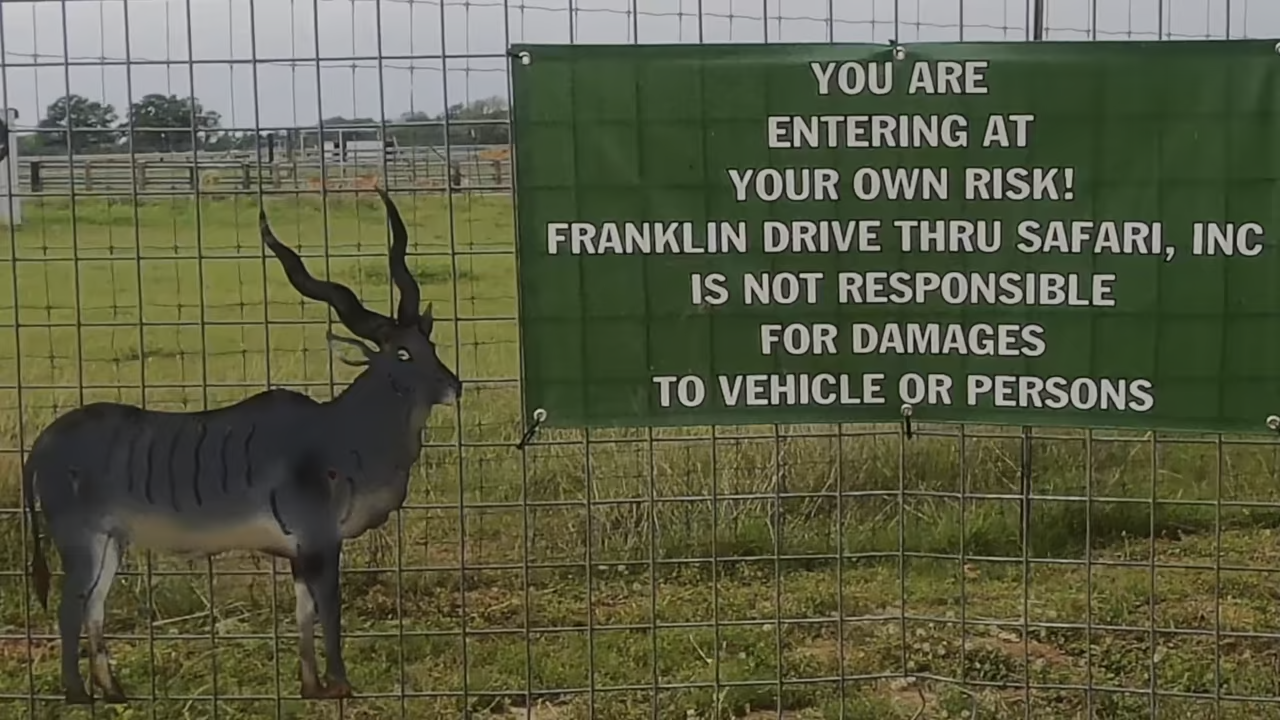 YOU ARE
ENTERING AT
YOUR OWN RISK!
FRANKLIN DRIVE THRU SAFARI, INC
IS NOT RESPONSIBLE
FOR DAMAGES
TO VEHICLE OR PERSONS